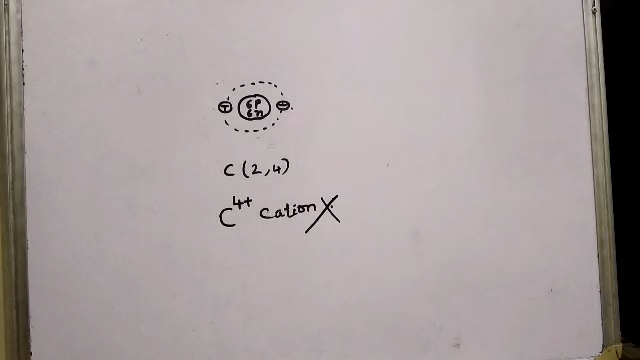 6P
6n
C (2,4)
C⁴⁺ cation X